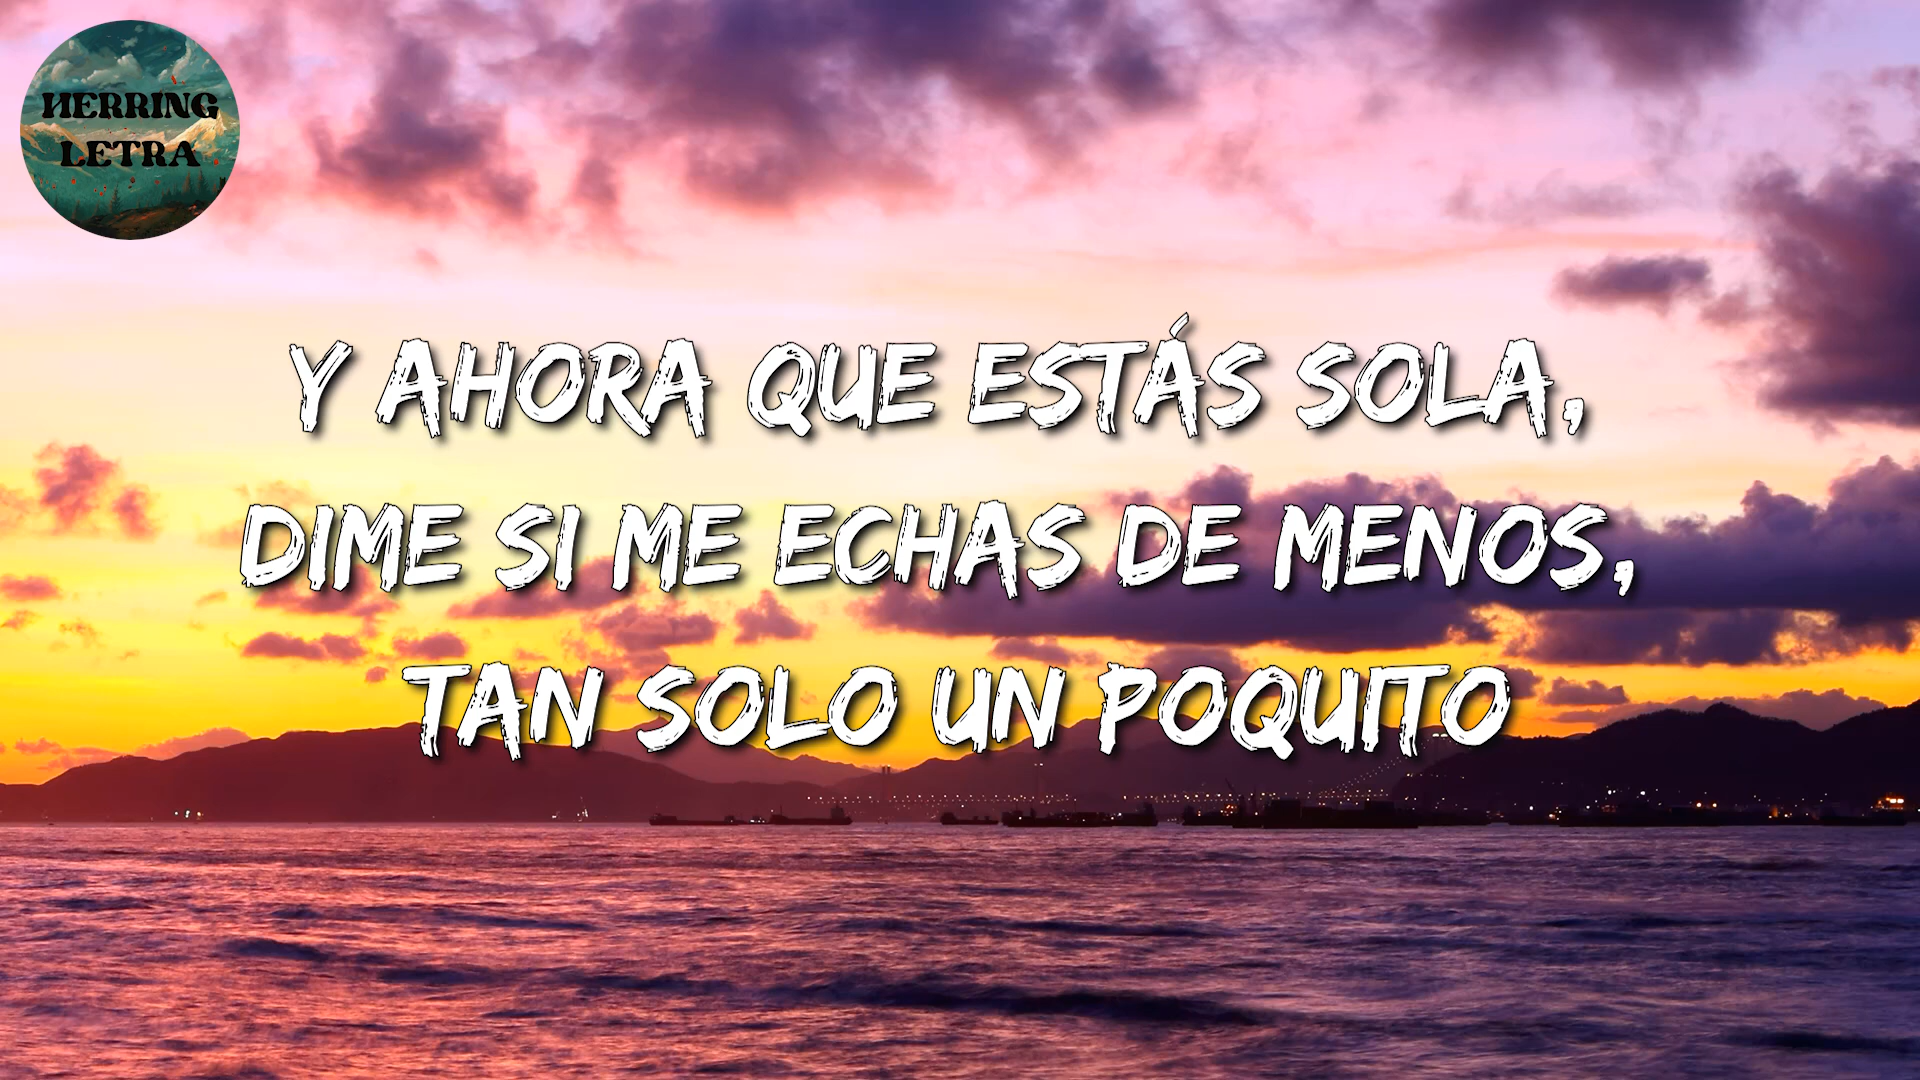 HERRING
LETRA
Y AHORA QUE ESTÁS SOLA,
DIME SI ME ECHAS DE MENOS,
TAN SOLO UN POQUITO